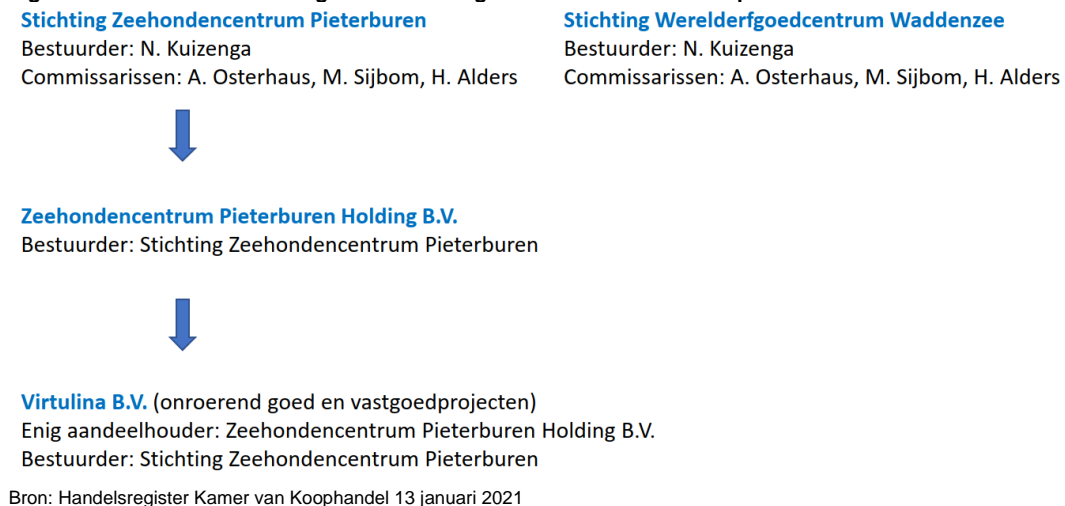 Stichting Zeehondencentrum Pieterburen
Bestuurder: N. Kuizenga
Commissarissen: A. Osterhaus, M. Sijbom, H. Alders
Stichting Werelderfgoedcentrum Waddenzee
Bestuurder: N. Kuizenga
Commissarissen: A. Osterhaus, M. Sijbom, H. Alders
Zeehondencentrum Pieterburen Holding B.V.
Bestuurder: Stichting Zeehondencentrum Pieterburen
Virtulina B.V. (onroerend goed en vastgoedprojecten)
Enig aandeelhouder: Zeehondencentrum Pieterburen Holding B.V.
Bestuurder: Stichting Zeehondencentrum Pieterburen
Bron: Handelsregister Kamer van Koophandel 13 januari 2021